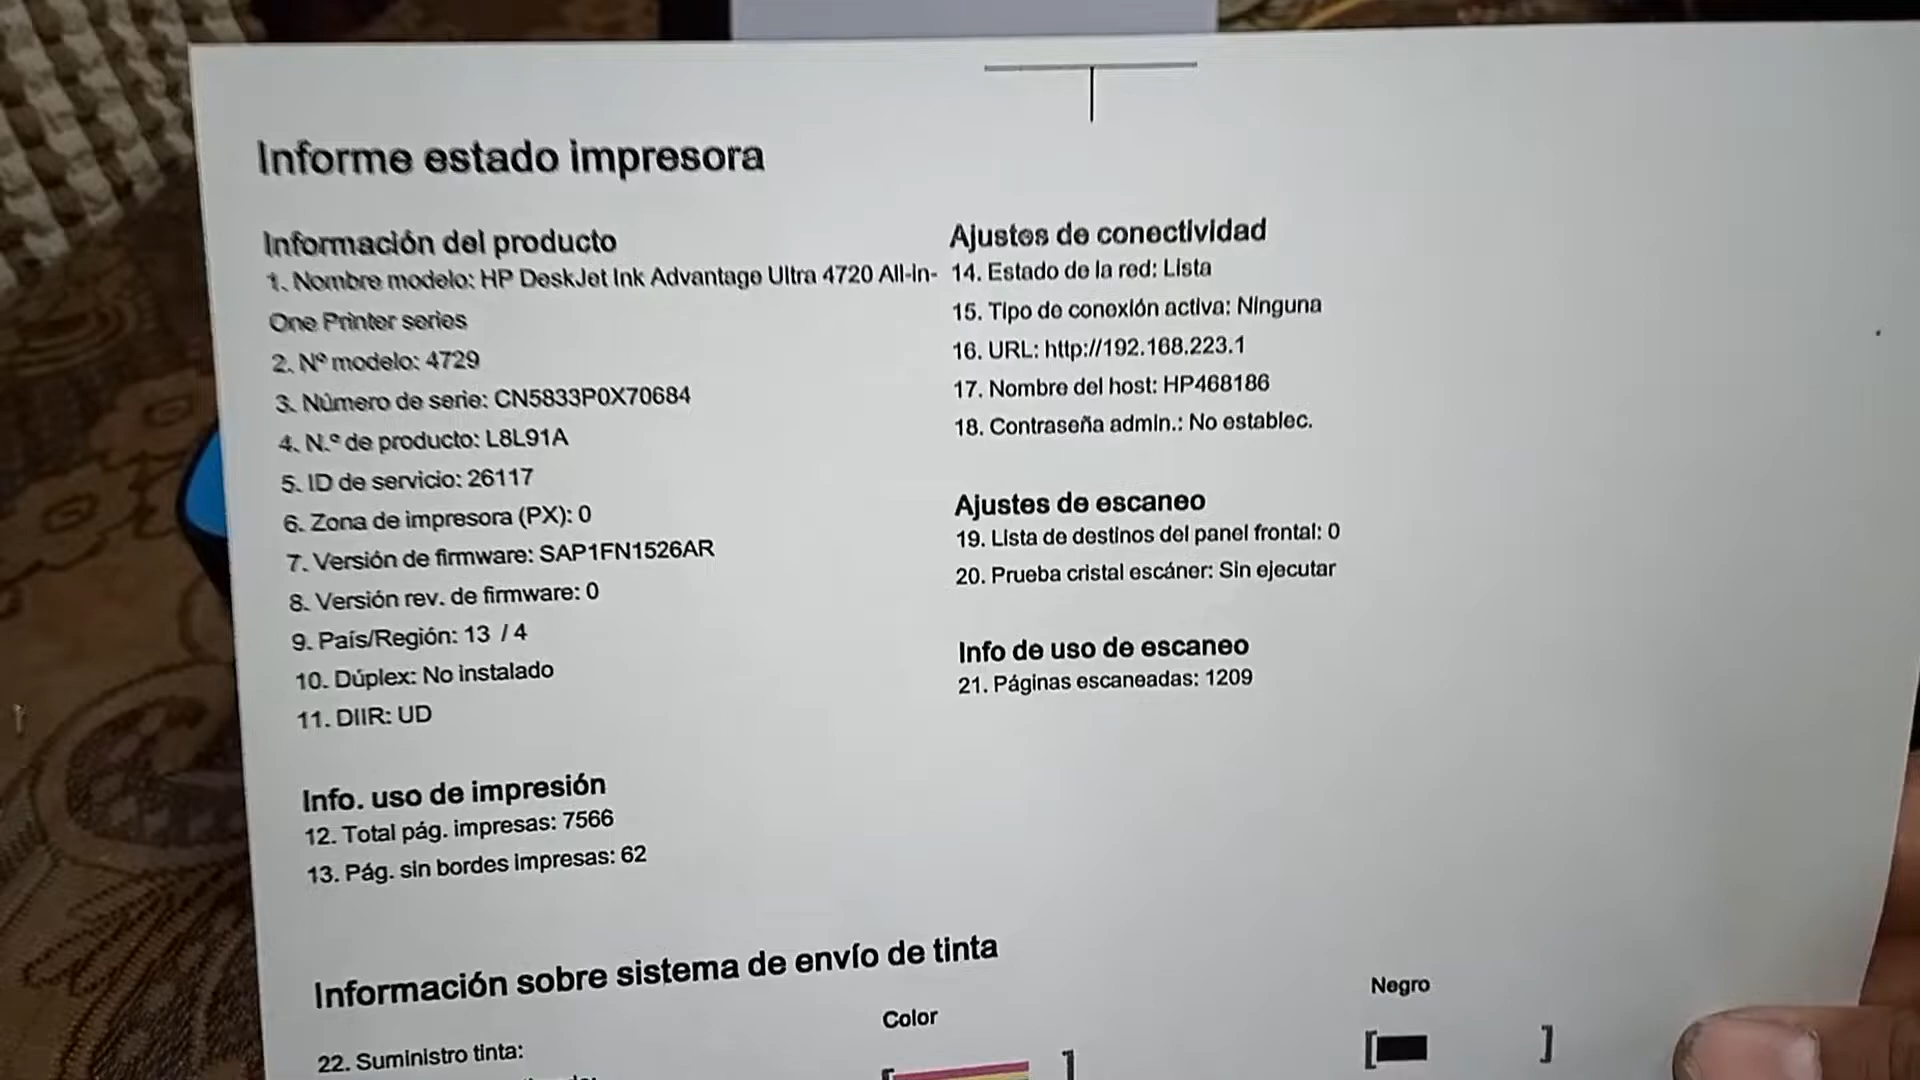 Informe estado impresora
Información del producto
1. Nombre modelo: HP DeskJet Ink Advantage Ultra 4720 All-in-
One Printer series
2. Nº modelo: 4729
3. Número de serie: CN5833P0X70684
4. N.º de producto: L8L91A
5. ID de servicio: 26117
6. Zona de impresora (PX): 0
7. Versión de firmware: SAP1FN1526AR
8. Versión rev. de firmware: 0
9. País/Región: 13 / 4
10. Dúplex: No instalado
11. DIIR: UD
Info. uso de impresión
12. Total pág. impresas: 7566
13. Pág. sin bordes impresas: 62
Ajustes de conectividad
14. Estado de la red: Lista
15. Tipo de conexión activa: Ninguna
16. URL: http://192.168.223.1
17. Nombre del host: HP468186
18. Contraseña admin.: No establec.
Ajustes de escaneo
19. Lista de destinos del panel frontal: 0
20. Prueba cristal escáner: Sin ejecutar
Info de uso de escaneo
21. Páginas escaneadas: 1209
Información sobre sistema de envío de tinta
Color
Negro
22. Suministro tinta: